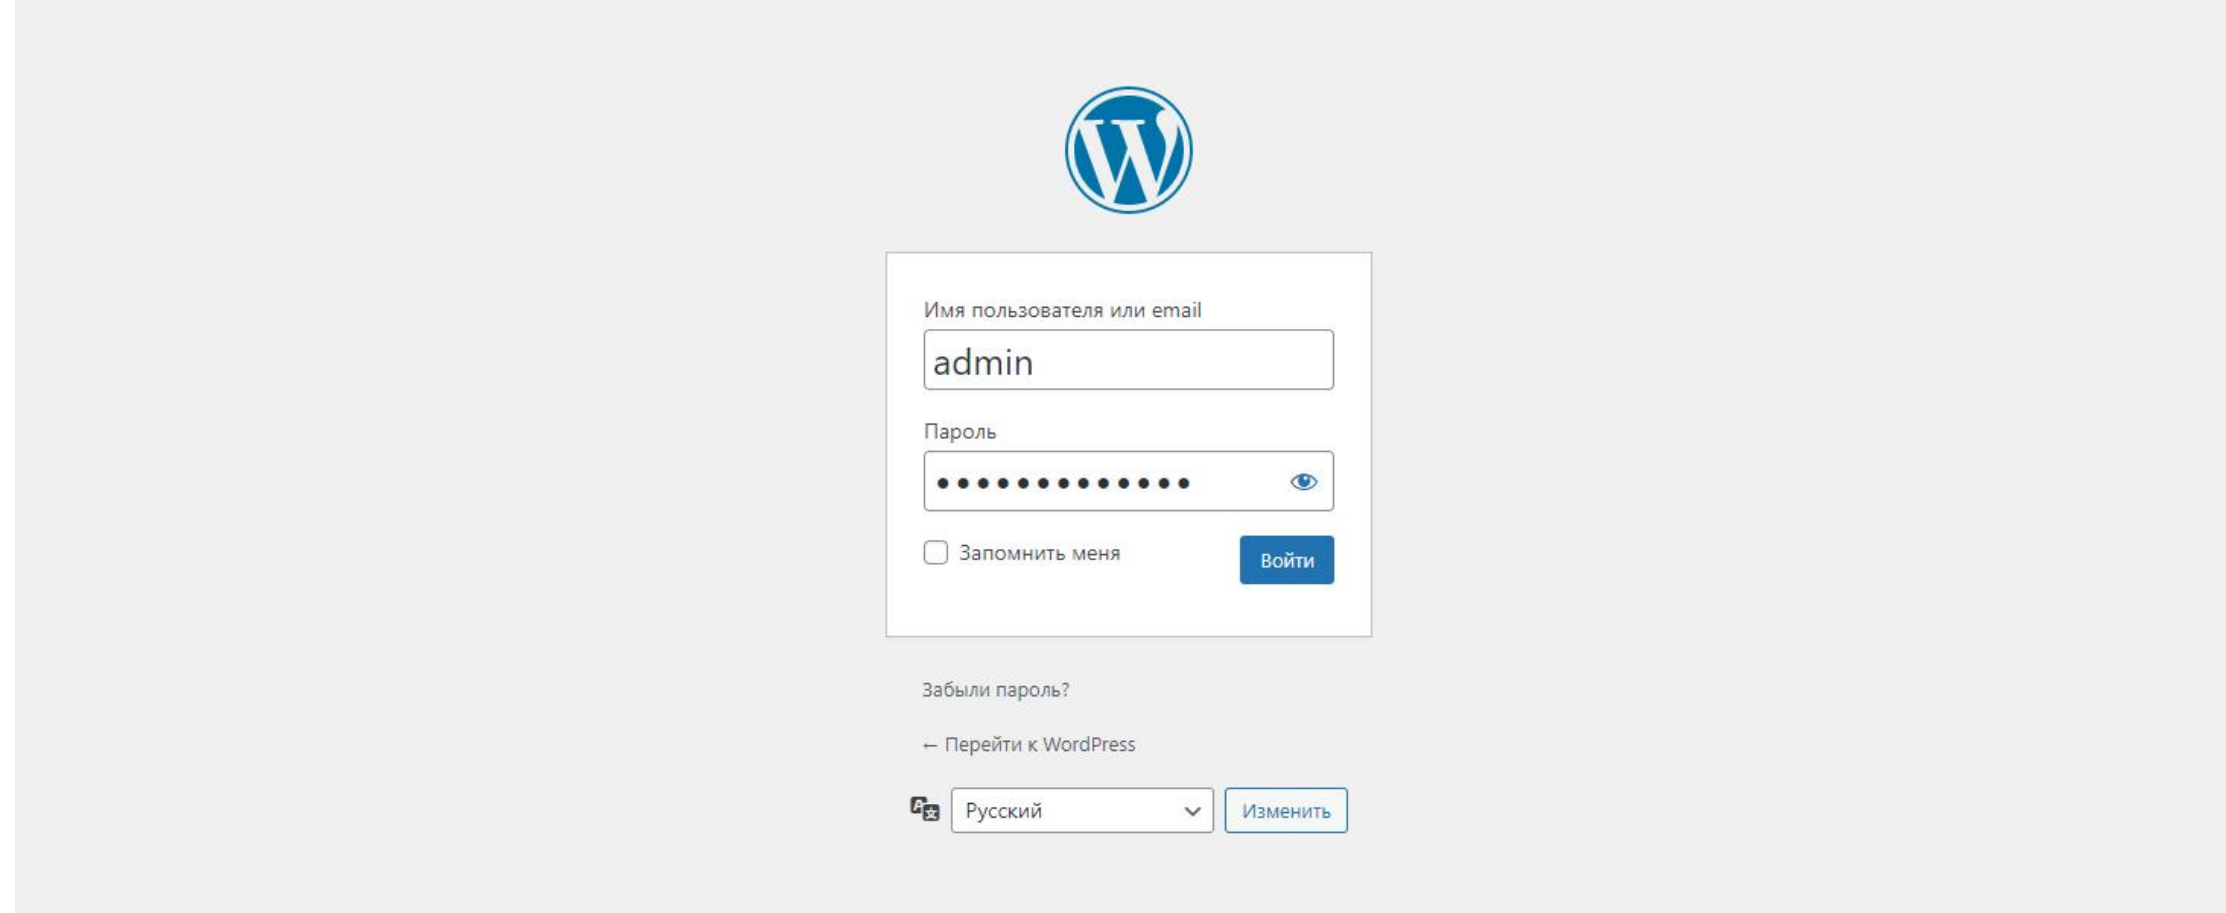 Имя пользователя или email
admin
Пароль
•••••••••••••
Запомнить меня
Войти
Забыли пароль?
← Перейти к WordPress
Русский
Изменить